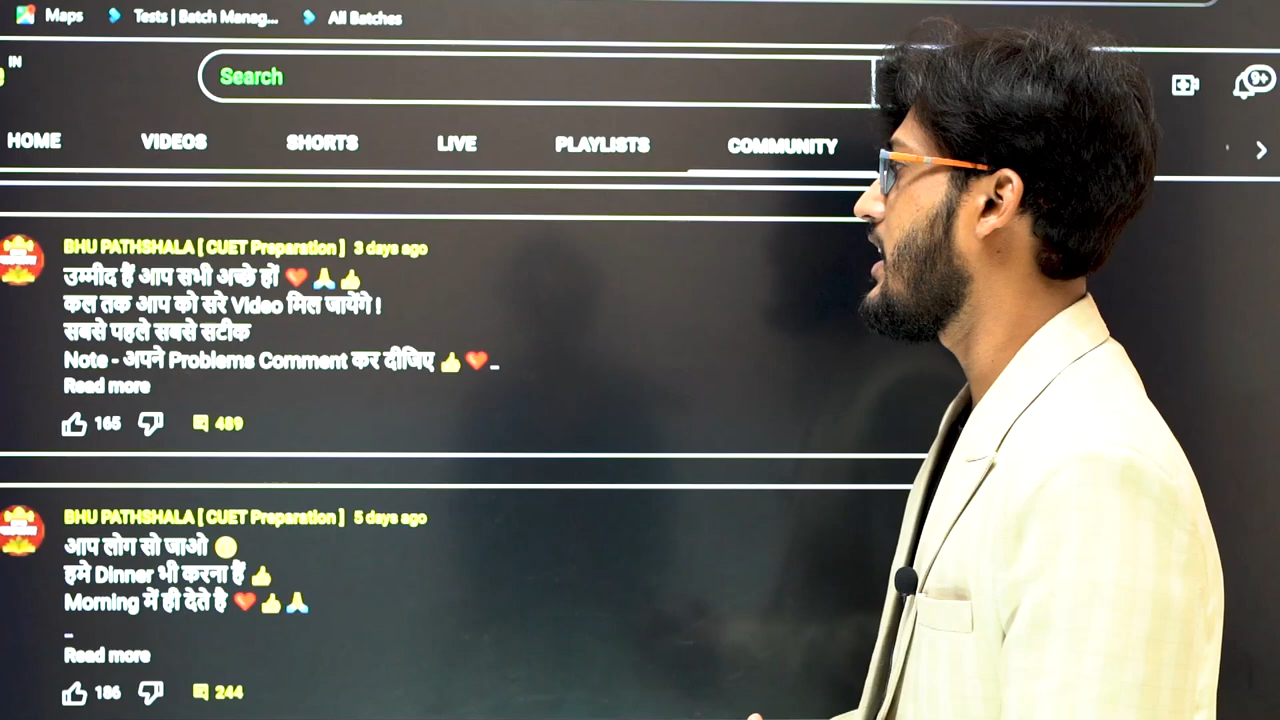 Maps Tests | Batch Manag... All Batches
IN
Search
9+
HOME VIDEOS SHORTS LIVE PLAYLISTS COMMUNITY
BHU PATHSHALA [ CUET Preparation ] 3 days ago
उम्मीद हैं आप सभी अच्छे हों ❤️🙏👍
कल तक आप को सरे Video मिल जायेंगे !
सबसे पहले सबसे सटीक
Note - अपने Problems Comment कर दीजिए 👍❤️ _
Read more
165 489
BHU PATHSHALA [ CUET Preparation ] 5 days ago
आप लोग सो जाओ
हमे Dinner भी करना हैं 👍
Morning में ही देते है ❤️👍🙏
_
Read more
186 244